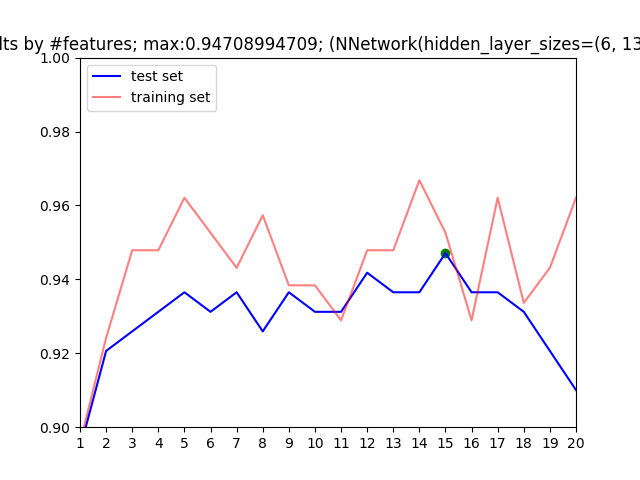 lts by #features; max:0.94708994709; (NNetwork(hidden_layer_sizes=(6, 13
1.00
test set
training set
0.98
0.96
0.94
0.92
0.90
1 2 3 4 5 6 7 8 9 10 11 12 13 14 15 16 17 18 19 20